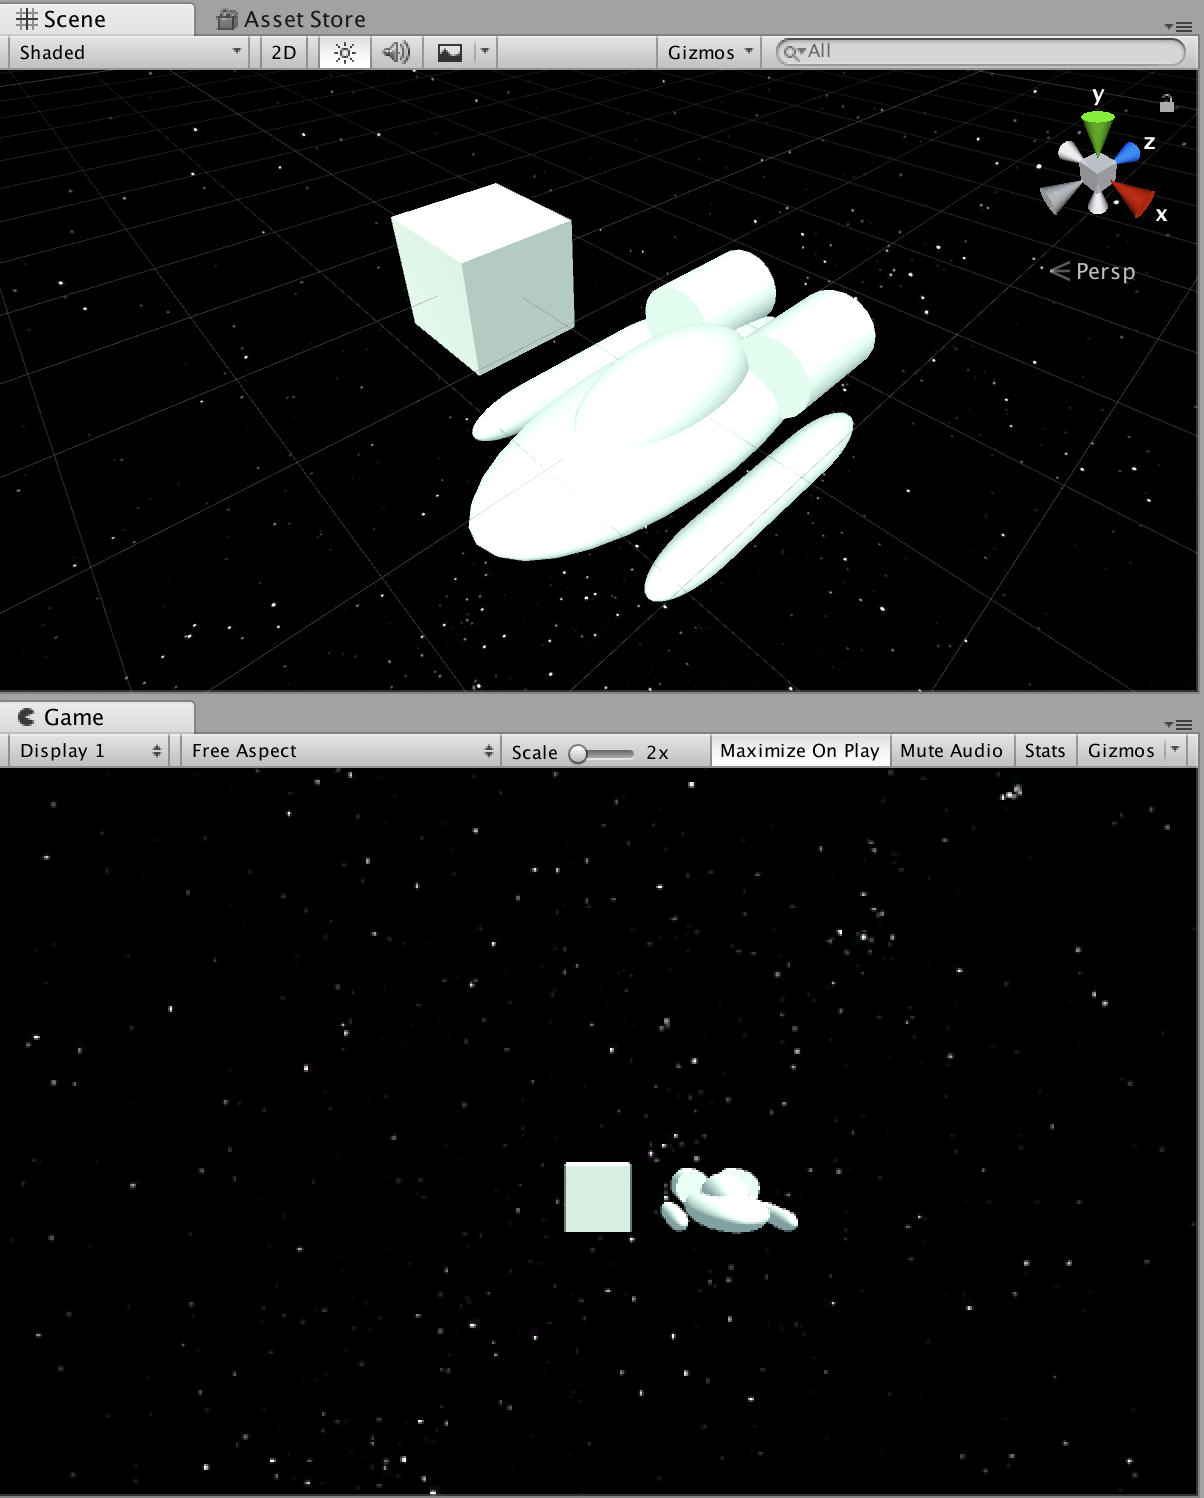 Scene Asset Store
Shaded 2D Gizmos All
y
z
x
Persp
Game
Display 1 Free Aspect Scale 2x Maximize On Play Mute Audio Stats Gizmos